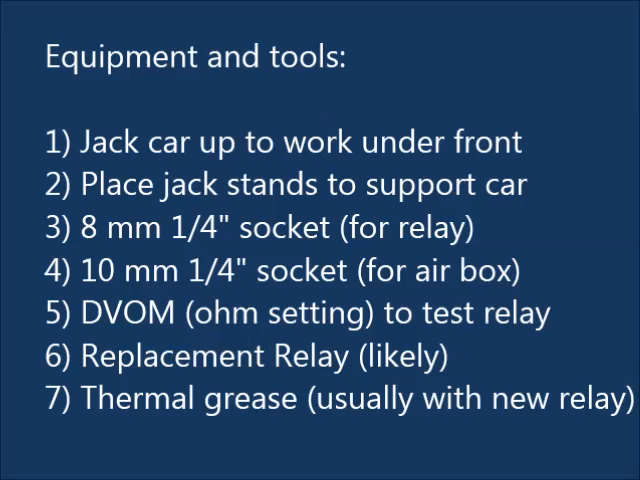 Equipment and tools:
1) Jack car up to work under front
2) Place jack stands to support car
3) 8 mm 1/4" socket (for relay)
4) 10 mm 1/4" socket (for air box)
5) DVOM (ohm setting) to test relay
6) Replacement Relay (likely)
7) Thermal grease (usually with new relay)